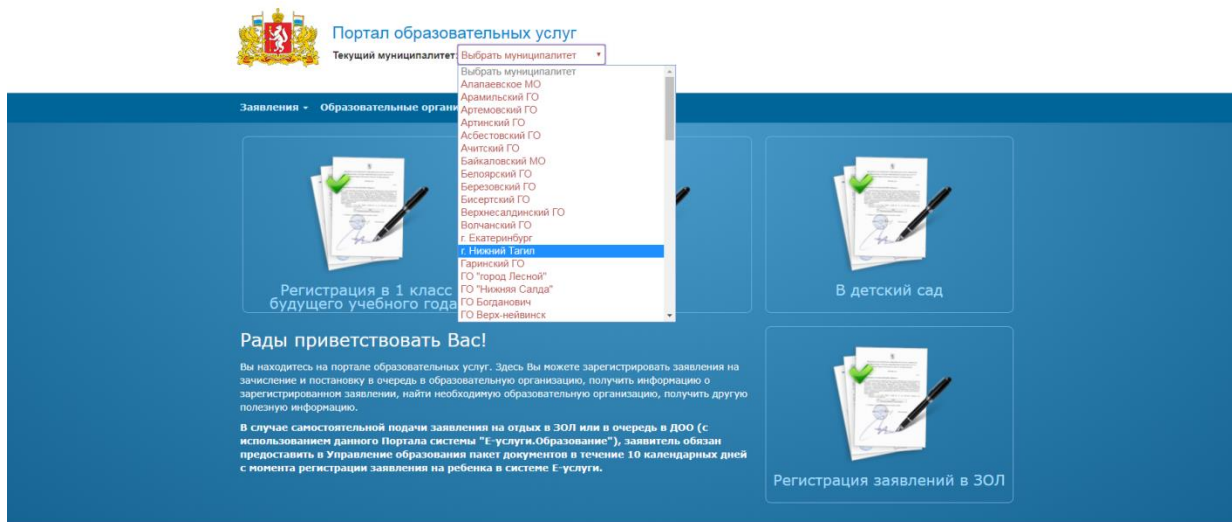 Портал образовательных услуг
Текущий муниципалитет: Выбрать муниципалитет
Выбрать муниципалитет
Алапаевское МО
Арамильский ГО
Артемовский ГО
Артинский ГО
Асбестовский ГО
Ачитский ГО
Байкаловский МО
Белоярский ГО
Березовский ГО
Бисертский ГО
Верхнесалдинский ГО
Волчанский ГО
г. Екатеринбург
г. Нижний Тагил
Гаринский ГО
ГО "город Лесной"
ГО "Нижняя Салда"
ГО Богданович
ГО Верх-нейвинск
Заявления Образовательные органи
Регистрация в 1 класс
будущего учебного года
В детский сад
Рады приветствовать Вас!
Вы находитесь на портале образовательных услуг. Здесь Вы можете зарегистрировать заявления на
зачисление и постановку в очередь в образовательную организацию, получить информацию о
зарегистрированном заявлении, найти необходимую образовательную организацию, получить другую
полезную информацию.
В случае самостоятельной подачи заявления на отдых в ЗОЛ или в очередь в ДОО (с
использованием данного Портала системы "Е-услуги.Образование"), заявитель обязан
предоставить в Управление образования пакет документов в течение 10 календарных дней
с момента регистрации заявления на ребенка в системе Е-услуги.
Регистрация заявлений в ЗОЛ